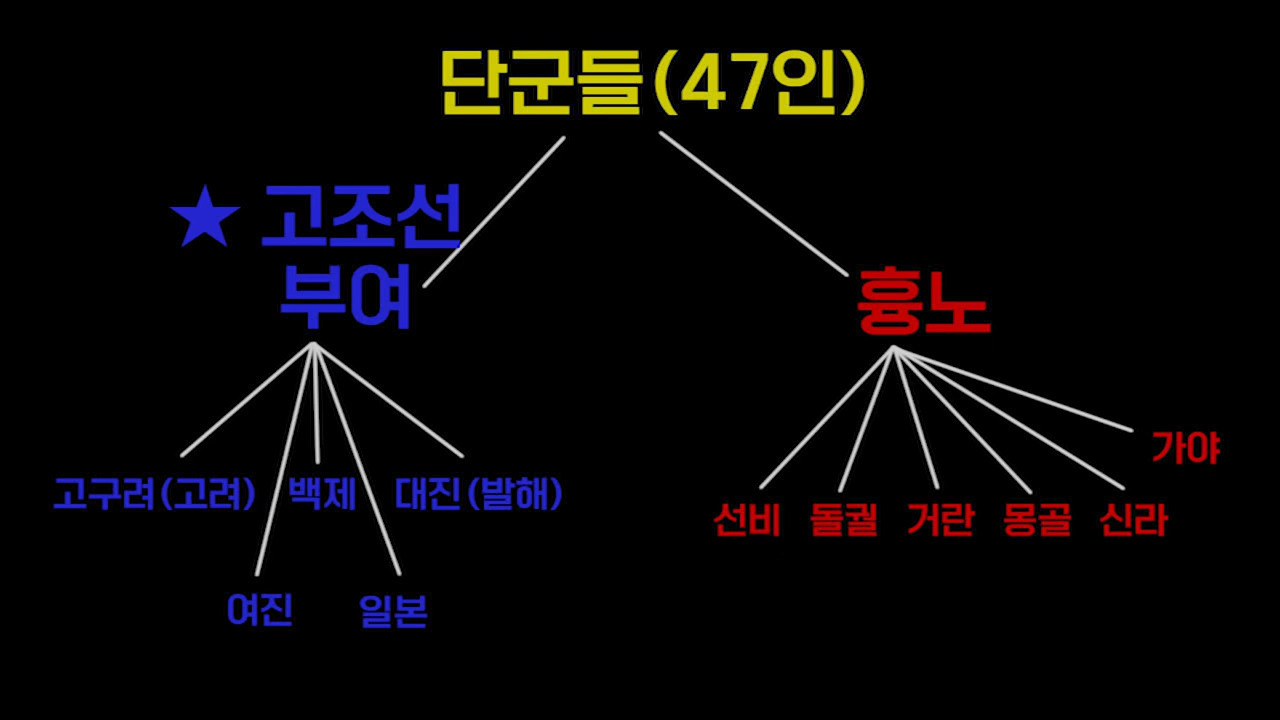 단군들(47인)
★ 고조선
부여
흉노
가야
고구려(고려) 백제 대진(발해)
선비 돌궐 거란 몽골 신라
여진 일본